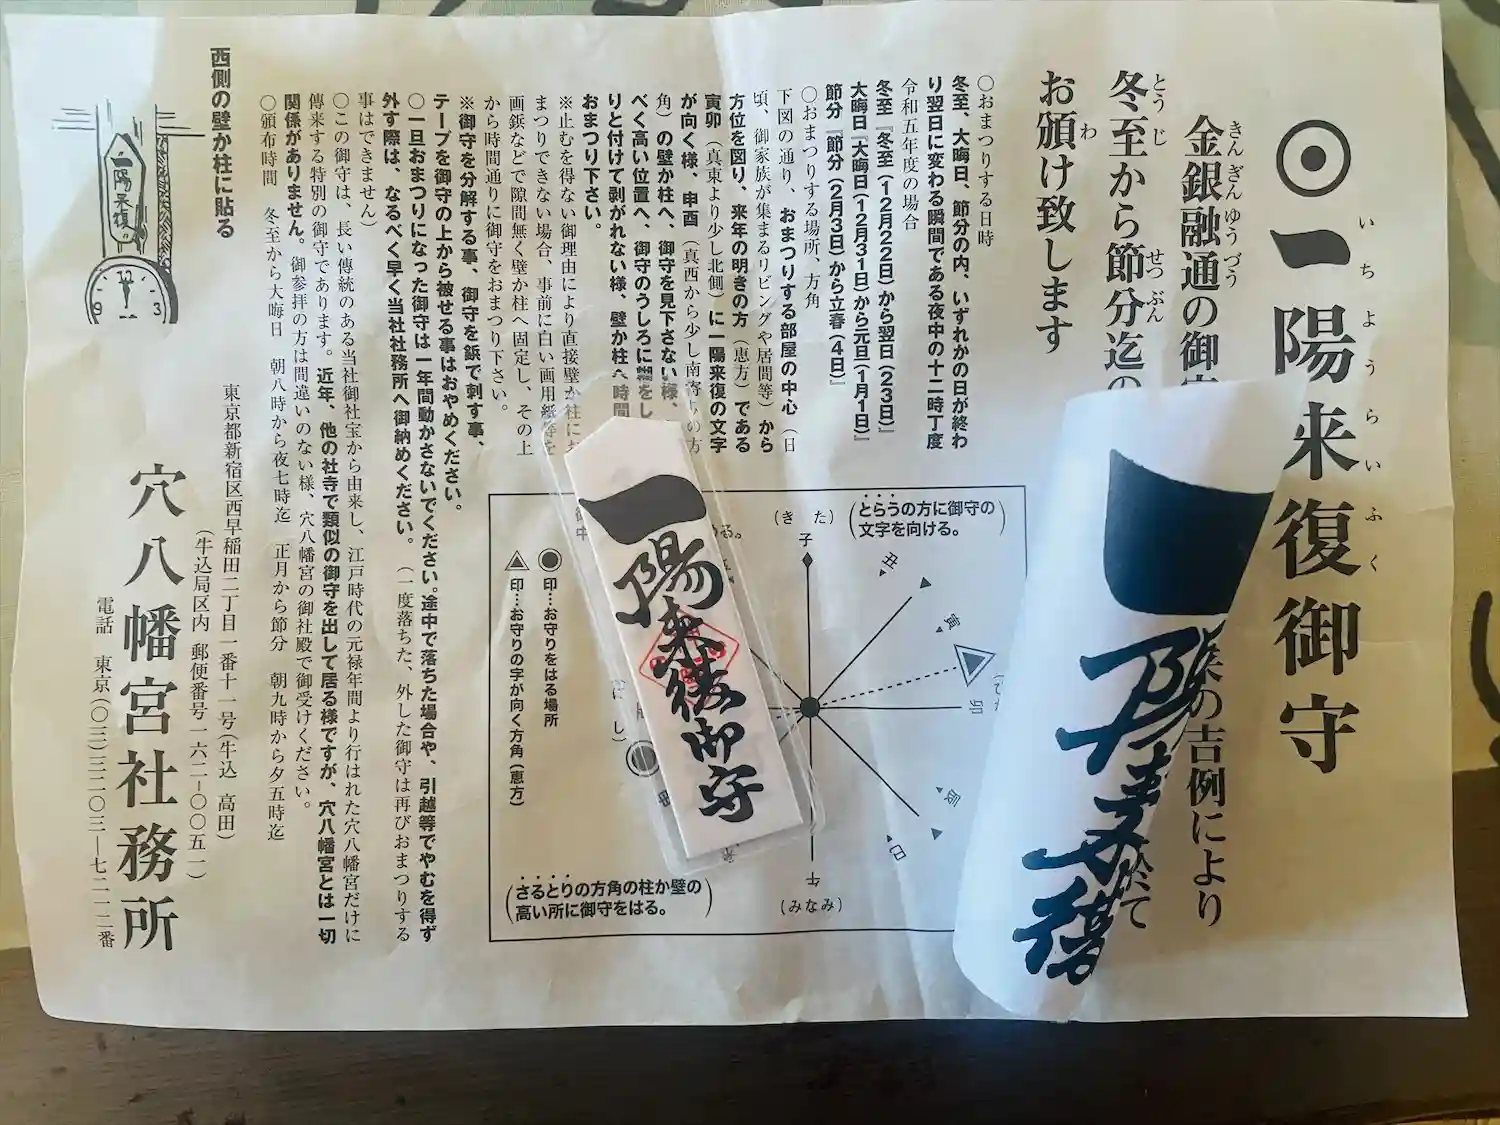 ⦿一陽来復御守
いちようらいふく
金銀融通の御
きんぎんゆうづう
吉例により
冬至から節分迄の
とうじ せつぶん
て
お頒け致します
わ
○おまつりする日時
冬至、大晦日、節分の内、いずれかの日が終わ
り翌日に変わる瞬間である夜中の十二時丁度
令和五年度の場合
冬至『冬至(12月22日)から翌日(23日)』
大晦日『大晦日(12月31日)から元旦(1月1日)』
節分『節分(2月3日)から立春(4日)』
○おまつりする場所、方角
下図の通り、おまつりする部屋の中心(日
頃、御家族が集まるリビングや居間等)から
方位を図り、来年の明きの方(恵方)である
寅卯(真東より少し北側)に一陽来復の文字
が向く様、申酉(真西から少し南寄りの方
角)の壁か柱へ、御守を見下さない様、
べく高い位置へ、御守のうしろに糊をし
りと付けて剥がれない様、壁か柱へ時間
おまつり下さい。
※止むを得ない御理由により直接壁か柱に
まつりできない場合、事前に白い画用紙等を
画鋲などで隙間無く壁か柱へ固定し、その上
から時間通りに御守をおまつり下さい。
※御守を分解する事、御守を鋲で刺す事、
テープを御守の上から被せる事はおやめください。
○一旦おまつりになった御守は一年間動かさないでください。途中で落ちた場合や、引越等でやむを得ず
外す際は、なるべく早く当社社務所へ御納めください。(一度落ちた、外した御守は再びおまつりする
事はできません)
○この御守は、長い傳統のある当社御社宝から由来し、江戸時代の元禄年間より行はれた穴八幡宮だけに
傳来する特別の御守であります。近年、他の社寺で類似の御守を出して居る様ですが、穴八幡宮とは一切
関係がありません。御参拝の方は間違いのない様、穴八幡宮の御社殿で御受けください。
○頒布時間 冬至から大晦日 朝八時から夜七時迄 正月から節分 朝九時から夕五時迄
西側の壁か柱に貼る
一陽来復
12
3
9
東京都新宿区西早稲田二丁目一番十一号(牛込 高田)
(牛込局区内 郵便番号一六二−〇〇五一)
穴八幡宮社務所
電話 東京(〇三)三二〇三―七二一二番
(とらうの方に御守の
文字を向ける。)
(きた)
子
丑
寅
卯
辰
巳
午
(みなみ)
◉印…お守りをはる場所
▲印…お守りの字が向く方角(恵方)
(さるとりの方角の柱か壁の
高い所に御守をはる。)
一陽来復御守
一陽来復